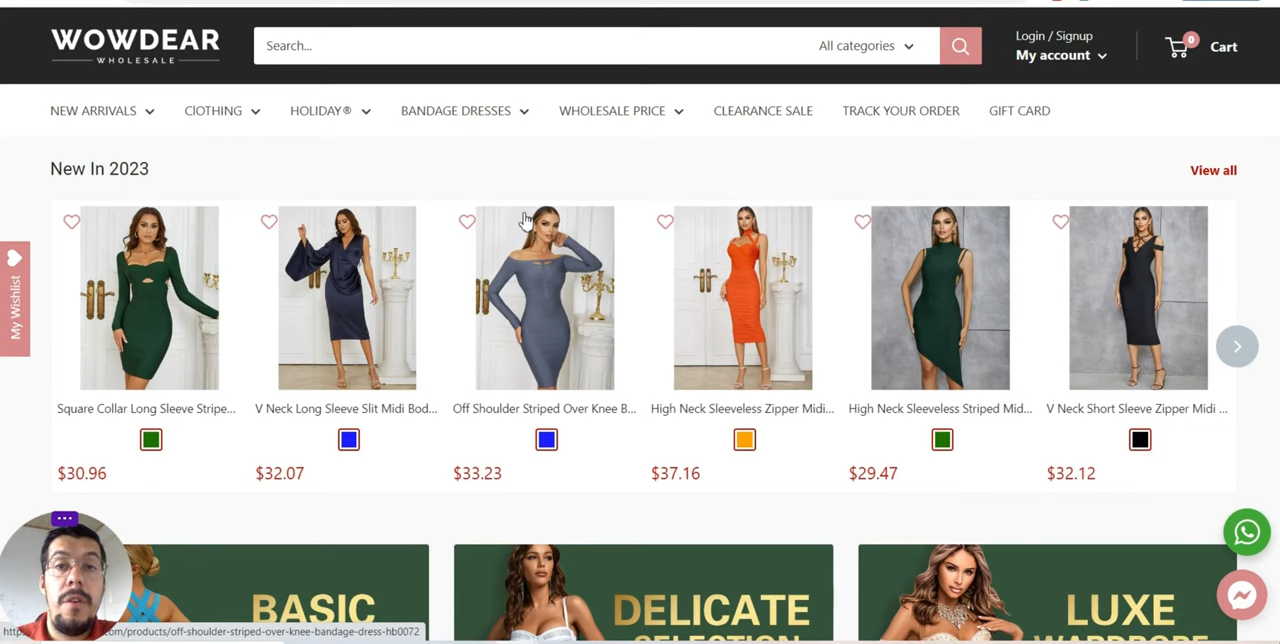 WOWDEAR
WHOLESALE
Search...
All categories
Login / Signup
My account
0
Cart
NEW ARRIVALS
ClOTHING
HOLIDAY®
BANDAGE DRESSES
WHOLESALE PRICE
CLEARANCE SALE
TRACK YOUR ORDER
GIFT CARD
New In 2023
View all
My Wishlist
Square Collar Long Sleeve Stripe...
V Neck Long Sleeve Slit Midi Bod...
Off Shoulder Striped Over Knee B...
High Neck Sleeveless Zipper Midi...
High Neck Sleeveless Striped Mid...
V Neck Short Sleeve Zipper Midi ...
$30.96
$32.07
$33.23
$37.16
$29.47
$32.12
BASIC
DELICATE
SELECTION
LUXE
WARDROBE
.com/products/off-shoulder-striped-over-knee-bandage-dress-hb0072